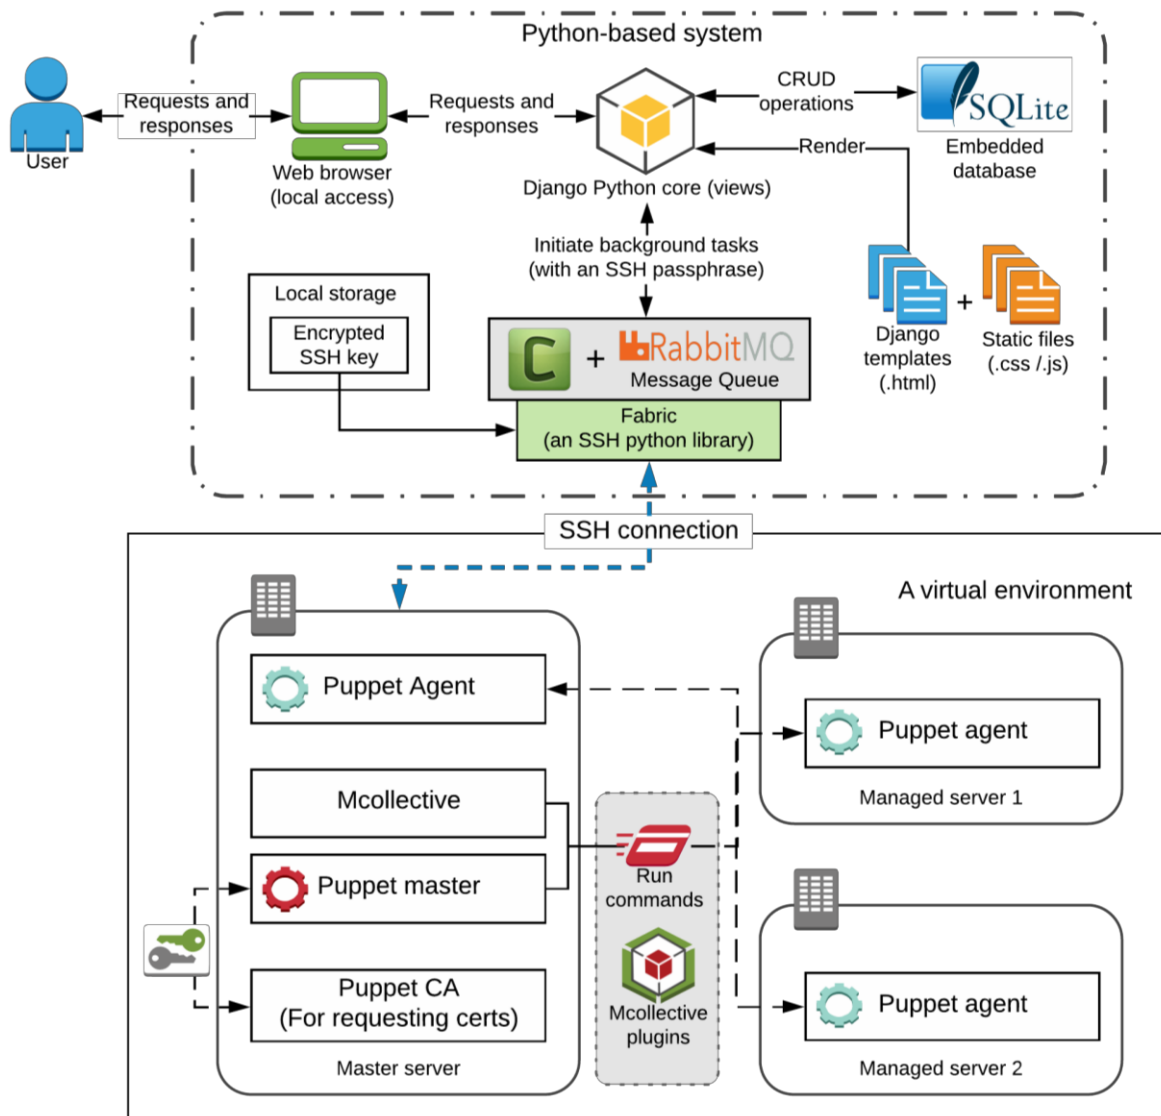 Python-based system
Requests and
responses
User
Web browser
(local access)
Requests and
responses
Django Python core (views)
CRUD
operations
SQLite
Embedded
database
Render
Initiate background tasks
(with an SSH passphrase)
Local storage
Encrypted
SSH key
C
+
RabbitMQ
Message Queue
Fabric
(an SSH python library)
Django
templates
(.html)
+
Static files
(.css /.js)
SSH connection
A virtual environment
Puppet Agent
Mcollective
Puppet master
Puppet CA
(For requesting certs)
Master server
Run
commands
Mcollective
plugins
Puppet agent
Managed server 1
Puppet agent
Managed server 2